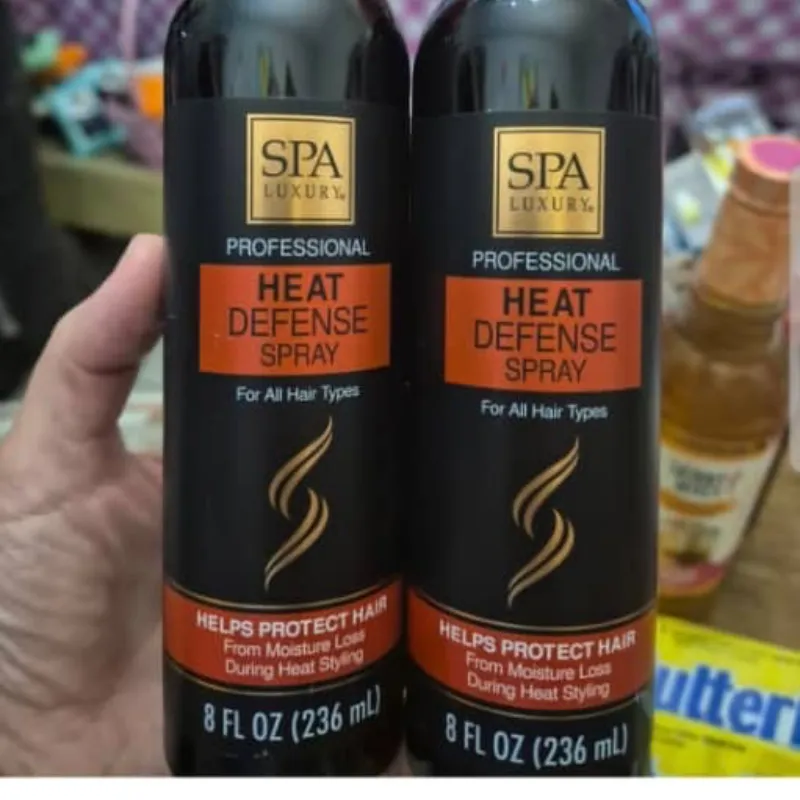 SPA
LUXURY
PROFESSIONAL
HEAT
DEFENSE
SPRAY
For All Hair Types
HELPS PROTECT HAIR
From Moisture Loss
During Heat Styling
8 FL OZ (236 mL)
SPA
LUXURY
PROFESSIONAL
HEAT
DEFENSE
SPRAY
For All Hair Types
HELPS PROTECT HAIR
From Moisture Loss
During Heat Styling
8 FL OZ (236 mL)
utter